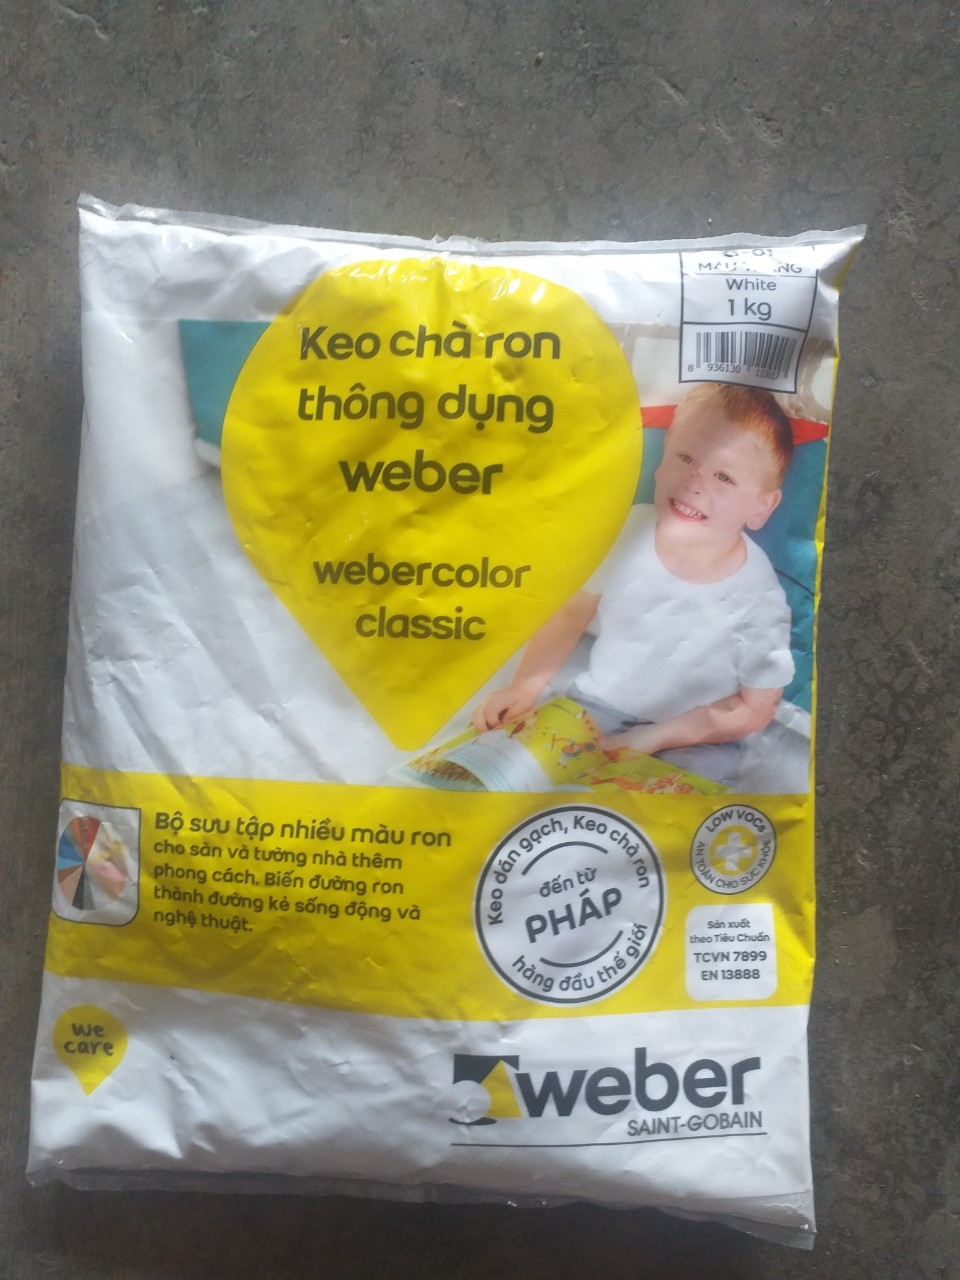 White
1 kg
8 936130
Keo chà ron
thông dụng
weber
webercolor
classic
Bộ sưu tập nhiều màu ron
cho sàn và tường nhà thêm
phong cách. Biến đường ron
thành đường kẻ sống động và
nghệ thuật.
Keo dán gạch, Keo chà ron
đến từ
PHÁP
hàng đầu thế giới
LOW VOCs
AN TOÀN CHO SỨC KHỎE
Sản xuất
theo Tiêu Chuẩn
TCVN 7899
EN 13888
we
care
weber
SAINT-GOBAIN